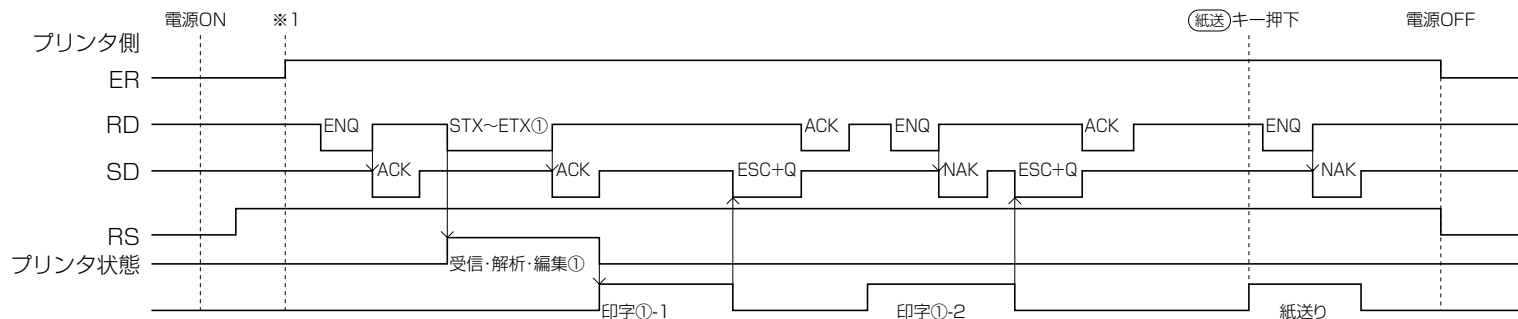 電源ON ※1 紙送キー押下 電源OFF
プリンタ側
ER
RD ENQ STX～ETX① ACK ENQ ACK ENQ
SD ACK ACK ESC+Q NAK ESC+Q NAK
RS
プリンタ状態 受信・解析・編集①
印字①-1 印字①-2 紙送り